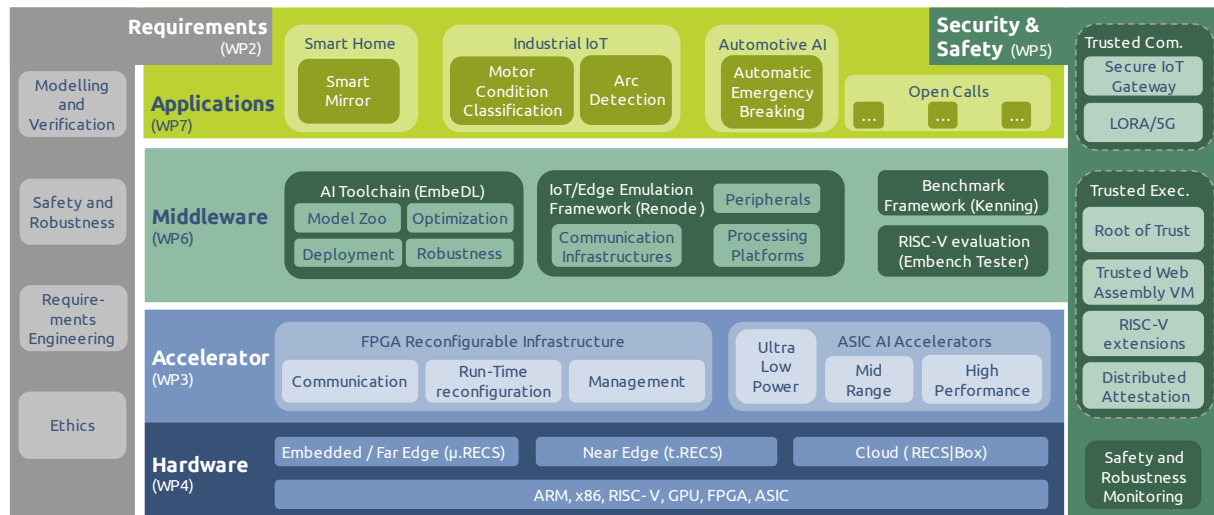 Requirements
(WP2)
Modelling
and
Verification
Safety and
Robustness
Require-
ments
Engineering
Ethics
Applications
(WP7)
Smart Home
Smart
Mirror
Industrial IoT
Motor
Condition
Classification
Arc
Detection
Automotive AI
Automatic
Emergency
Breaking
Open Calls
...
...
...
Middleware
(WP6)
AI Toolchain (EmbeDL)
Model Zoo
Optimization
Deployment
Robustness
IoT/Edge Emulation
Framework (Renode)
Peripherals
Communication
Infrastructures
Processing
Platforms
Benchmark
Framework (Kenning)
RISC-V evaluation
(Embench Tester)
Accelerator
(WP3)
FPGA Reconfigurable Infrastructure
Communication
Run-Time
reconfiguration
Management
ASIC AI Accelerators
Ultra
Low
Power
Mid
Range
High
Performance
Hardware
(WP4)
Embedded / Far Edge (μ.RECS)
Near Edge (t.RECS)
Cloud (RECS|Box)
ARM, x86, RISC-V, GPU, FPGA, ASIC
Security &
Safety (WP5)
Trusted Com.
Secure IoT
Gateway
LORA/5G
Trusted Exec.
Root of Trust
Trusted Web
Assembly VM
RISC-V
extensions
Distributed
Attestation
Safety and
Robustness
Monitoring